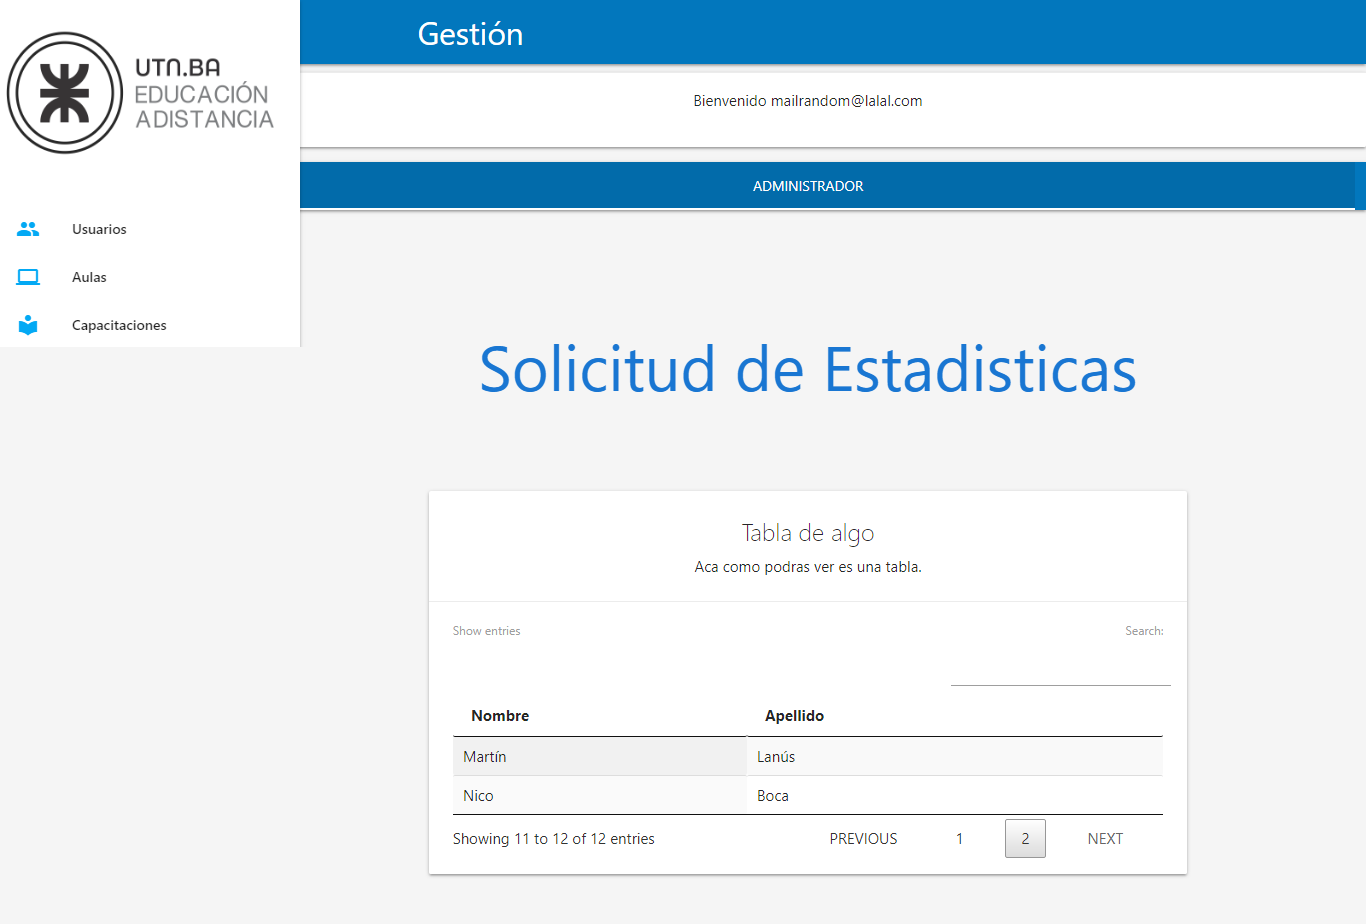 UTN.BA
EDUCACIÓN
A DISTANCIA
Usuarios
Aulas
Capacitaciones
Gestión
Bienvenido mailrandom@lalal.com
ADMINISTRADOR
Solicitud de Estadisticas
Tabla de algo
Aca como podras ver es una tabla.
Show entries
Search:
Nombre Apellido
Martín Lanús
Nico Boca
Showing 11 to 12 of 12 entries PREVIOUS 1 2 NEXT